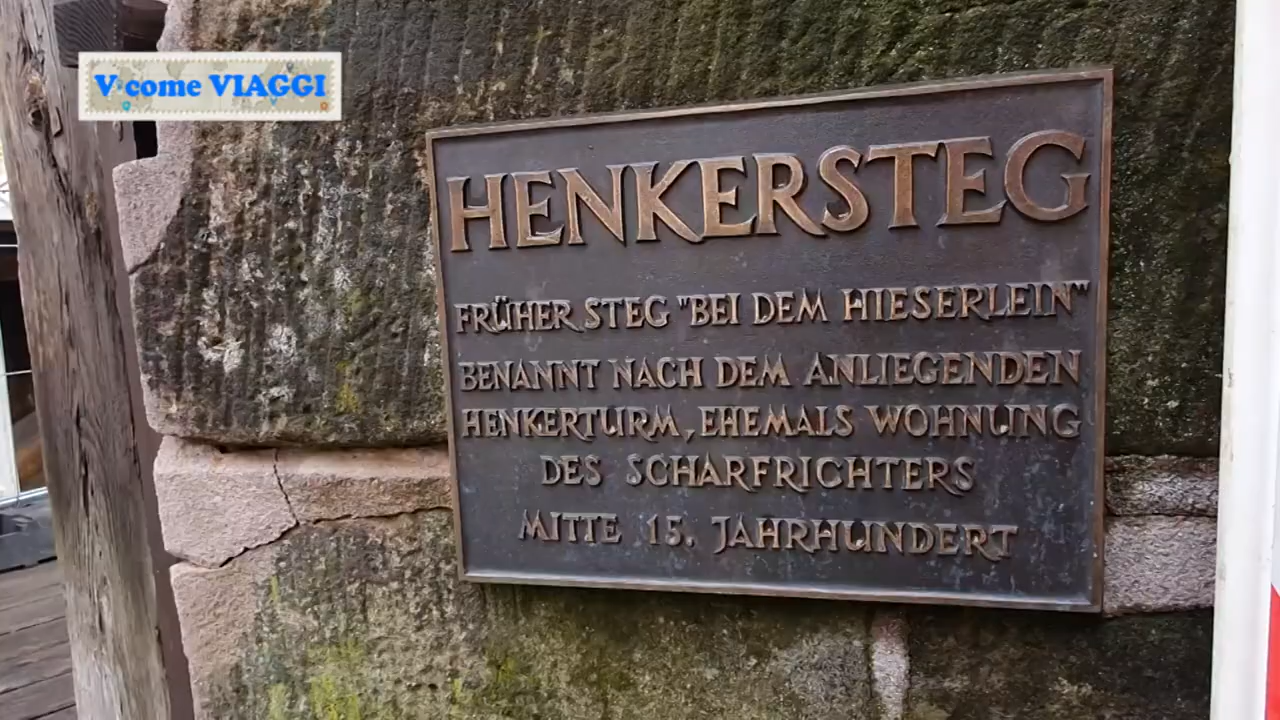 V come VIAGGI
HENKERSTEG
FRÜHER STEG "BEI DEM HIESERLEIN"
BENANNT NACH DEM ANLIEGENDEN
HENKERTURM, EHEMALS WOHNUNG
DES SCHARFRICHTERS
MITTE 15. JAHRHUNDERT